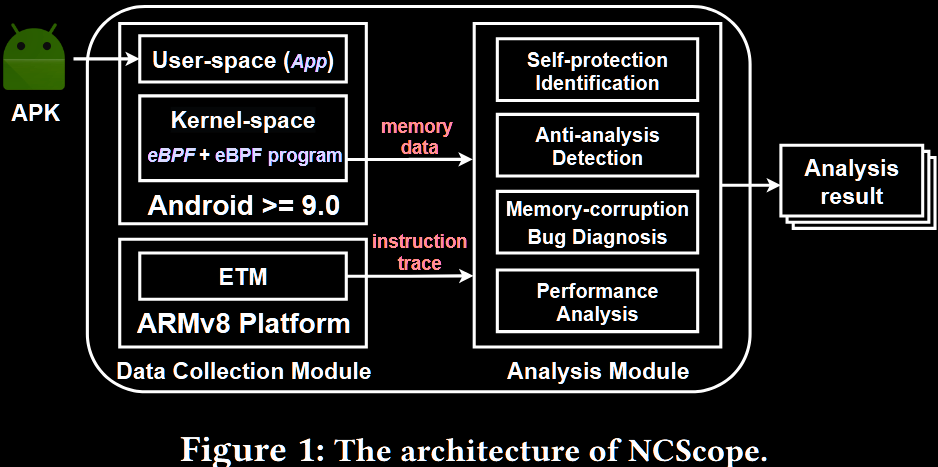 APK
User-space (App)
Kernel-space
eBPF + eBPF program
Android >= 9.0
ETM
ARMv8 Platform
Data Collection Module
memory
data
instruction
trace
Self-protection
Identification
Anti-analysis
Detection
Memory-corruption
Bug Diagnosis
Performance
Analysis
Analysis Module
Analysis
result
Figure 1: The architecture of NCScope.